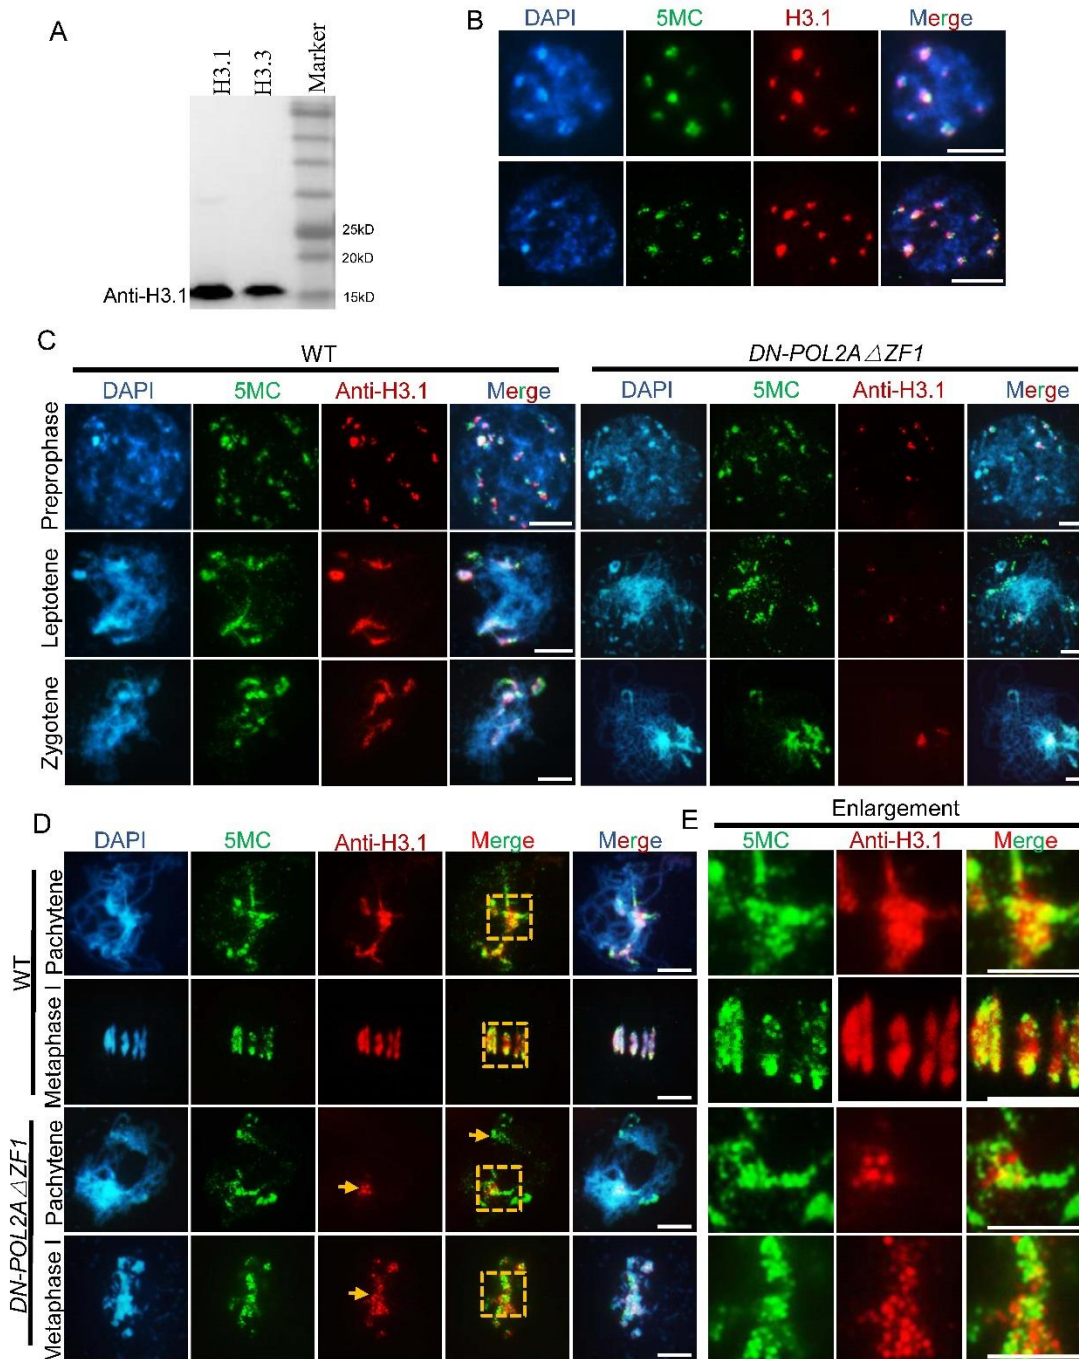 A
H3.1
H3.3
Marker
25kD
20kD
15kD
Anti-H3.1
B
DAPI 5MC H3.1 Merge
C
WT
DN-POL2A△ZF1
DAPI 5MC Anti-H3.1 Merge DAPI 5MC Anti-H3.1 Merge
Preprophase
Leptotene
Zygotene
D
DAPI 5MC Anti-H3.1 Merge Merge
WT
Pachytene
Metaphase I
DN-POL2A△ZF1
Pachytene
Metaphase I
E
Enlargement
5MC Anti-H3.1 Merge